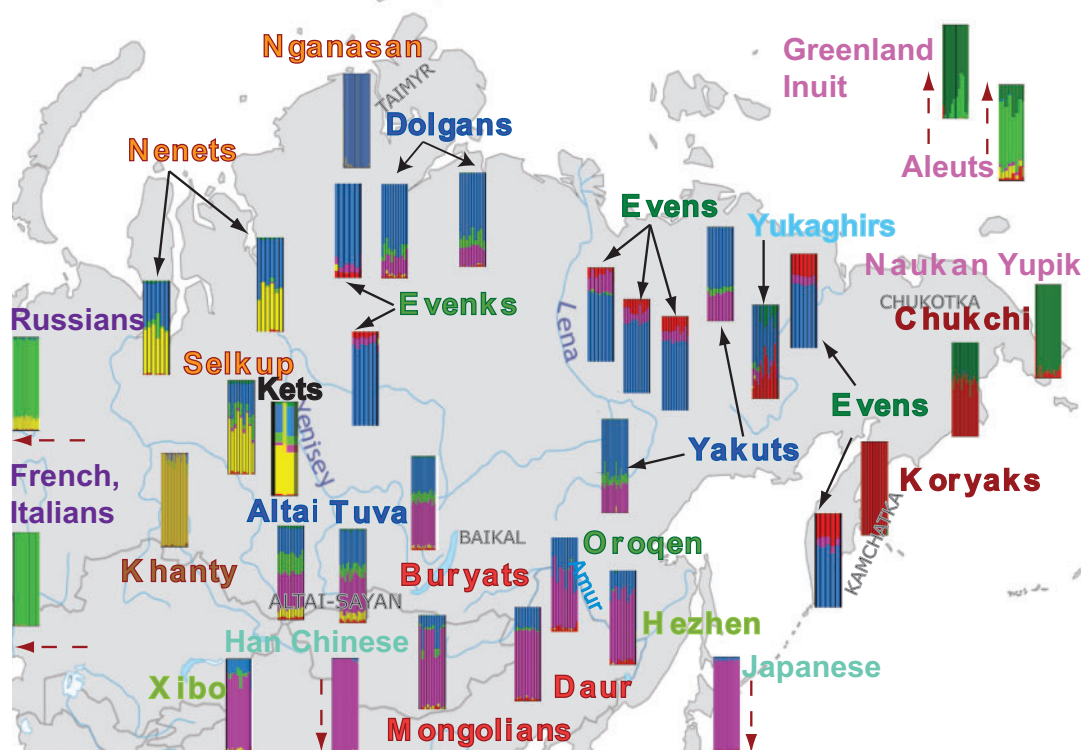 Nganasan
TAIMYR
Greenland
Inuit
Dolgans
Nenets
Aleuts
Evens
Yukaghirs
Naukan Yupik
CHUKOTKA
Evenks
Lena
Russians
Chukchi
Selkup
Kets
Yenisey
Evens
Yakuts
French,
Italians
Koryaks
Altai
Tuva
BAIKAL
Oroqen
KAMCHATKA
Khanty
Buryats
Amur
ALTAI-SAYAN
Han Chinese
Hezhen
Xibo
Daur
Japanese
Mongolians